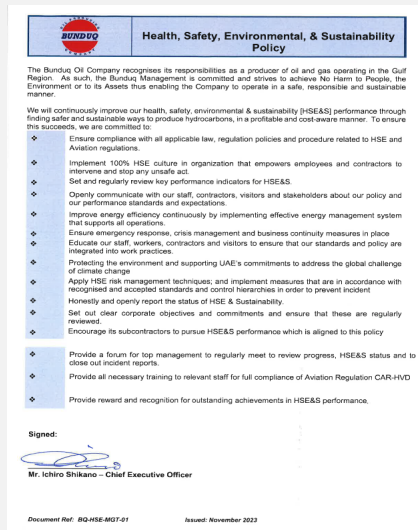 BUNDUQ
Health, Safety, Environmental, & Sustainability
Policy
The Bunduq Oil Company recognises its responsibilities as a producer of oil and gas operating in the Gulf
Region. As such, the Bunduq Management is committed and strives to achieve No Harm to People, the
Environment or to its Assets thus enabling the Company to operate in a safe, responsible and sustainable
manner.
We will continuously improve our health, safety, environmental & sustainability [HSE&S] performance through
finding safer and sustainable ways to produce hydrocarbons, in a profitable and cost-aware manner. To ensure
this succeeds, we are committed to:
❖ Ensure compliance with all applicable law, regulation policies and procedure related to HSE and
Aviation regulations.
❖ Implement 100% HSE culture in organization that empowers employees and contractors to
intervene and stop any unsafe act.
❖ Set and regularly review key performance indicators for HSE&S.
❖ Openly communicate with our staff, contractors, visitors and stakeholders about our policy and
our performance standards and expectations.
❖ Improve energy efficiency continuously by implementing effective energy management system
that supports all operations.
❖ Ensure emergency response, crisis management and business continuity measures in place
❖ Educate our staff, workers, contractors and visitors to ensure that our standards and policy are
integrated into work practices.
❖ Protecting the environment and supporting UAE's commitments to address the global challenge
of climate change
❖ Apply HSE risk management techniques; and implement measures that are in accordance with
recognised and accepted standards and control hierarchies in order to prevent incident
❖ Honestly and openly report the status of HSE & Sustainability.
❖ Set out clear corporate objectives and commitments and ensure that these are regularly
reviewed.
❖ Encourage its subcontractors to pursue HSE&S performance which is aligned to this policy
❖ Provide a forum for top management to regularly meet to review progress, HSE&S status and to
close out incident reports.
❖ Provide all necessary training to relevant staff for full compliance of Aviation Regulation CAR-HVD
❖ Provide reward and recognition for outstanding achievements in HSE&S performance.
Signed:
Mr. Ichiro Shikano – Chief Executive Officer
Document Ref: BQ-HSE-MGT-01 Issued: November 2023